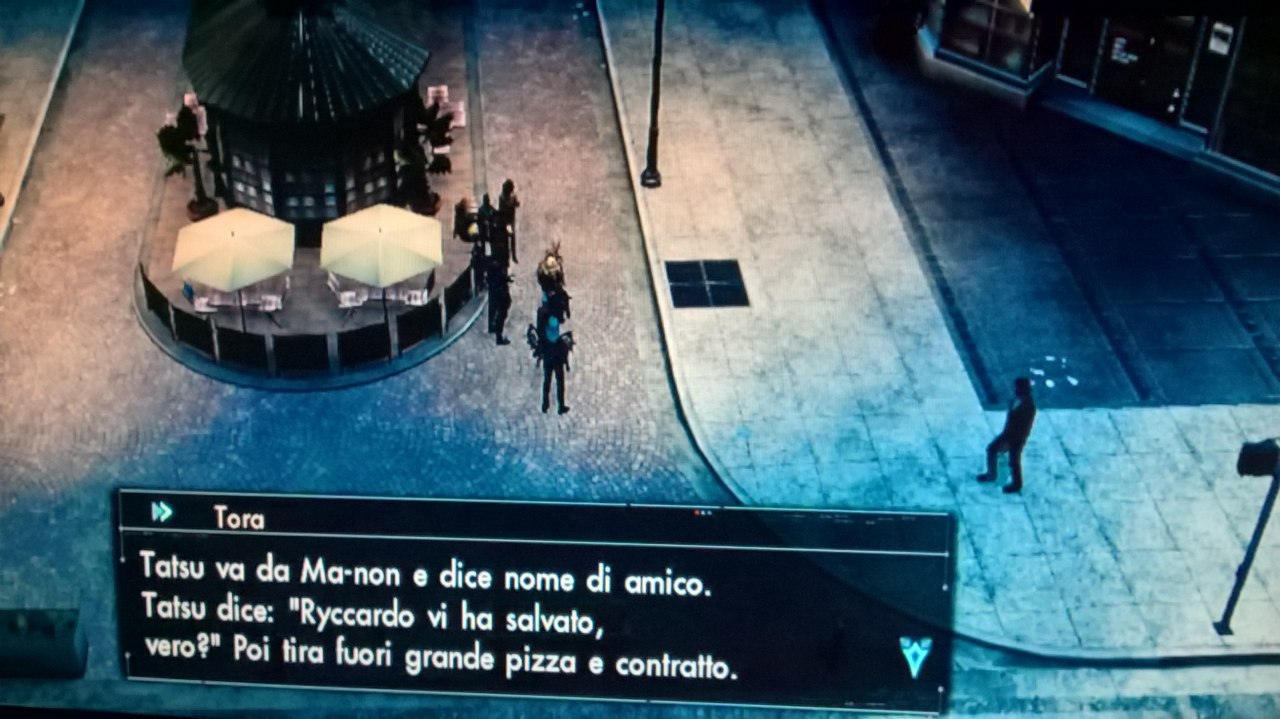 Tora
Tatsu va da Ma-non e dice nome di amico.
Tatsu dice: "Ryccardo vi ha salvato,
vero?" Poi tira fuori grande pizza e contratto.